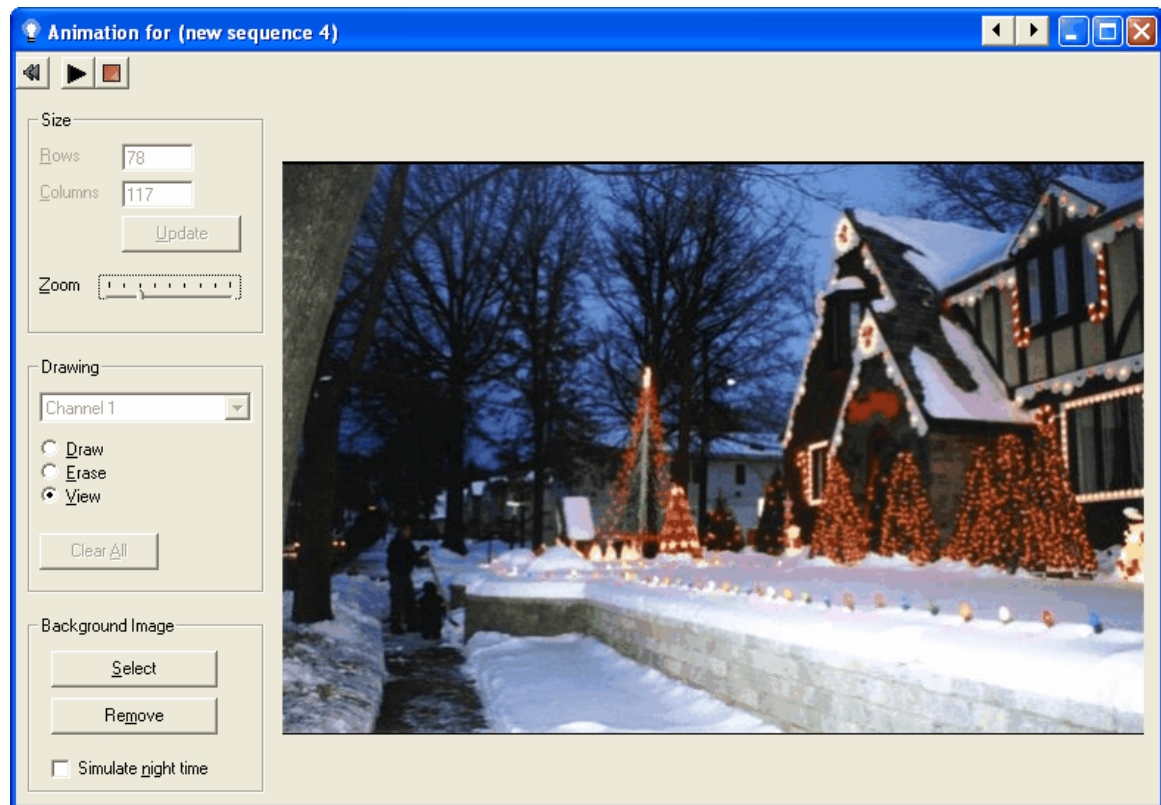 Animation for (new sequence 4)
Size
Rows 78
Columns 117
Update
Zoom
Drawing
Channel 1
Draw
Erase
View
Clear All
Background Image
Select
Remove
Simulate night time